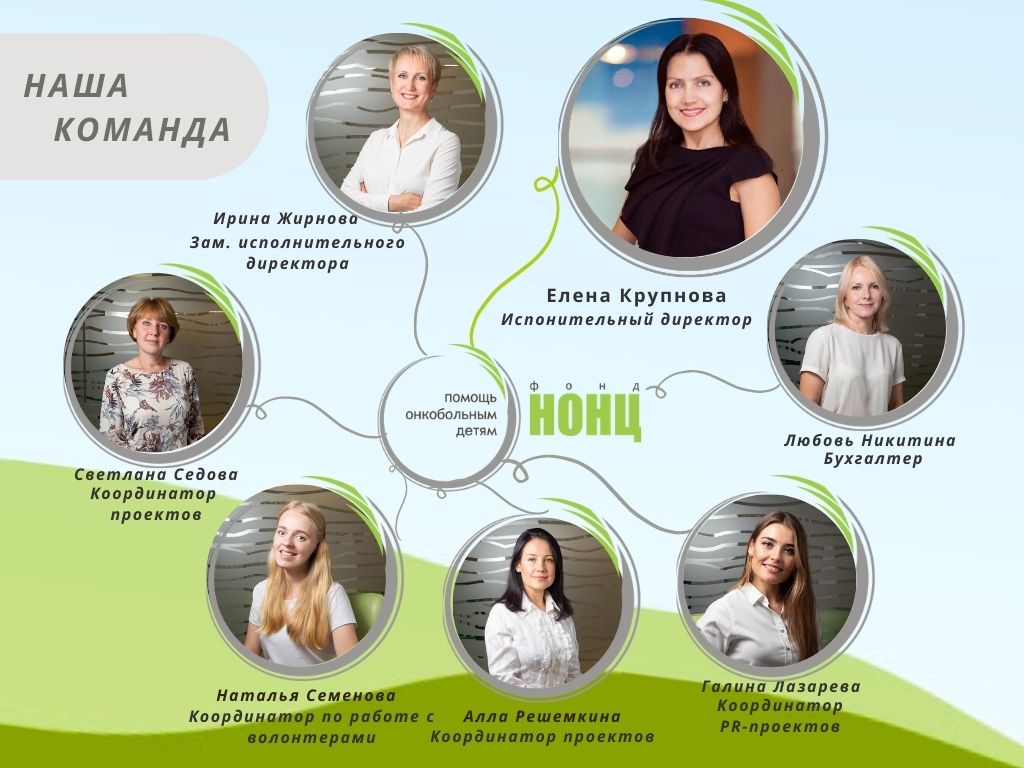 НАША
КОМАНДА
Ирина Жирнова
Зам. исполнительного
директора
Елена Крупнова
Испонительный директор
Светлана Седова
Координатор
проектов
помощь
онкобольным
детям
фонд
НОНЦ
Любовь Никитина
Бухгалтер
Наталья Семенова
Координатор по работе с
волонтерами
Алла Решемкина
Координатор проектов
Галина Лазарева
Координатор
PR-проектов